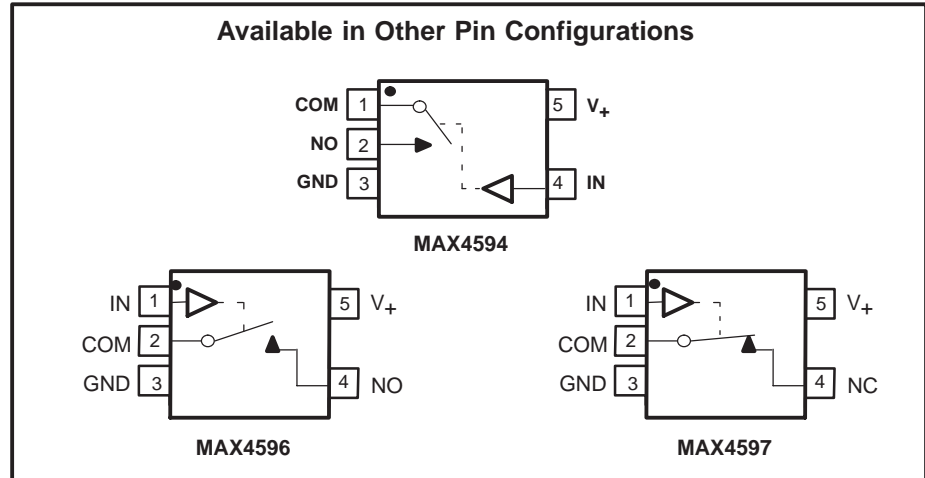 Available in Other Pin Configurations
COM 1 5 V+
NO 2
GND 3 4 IN
MAX4594
IN 1 5 V+
COM 2
GND 3 4 NO
MAX4596
IN 1 5 V+
COM 2
GND 3 4 NC
MAX4597